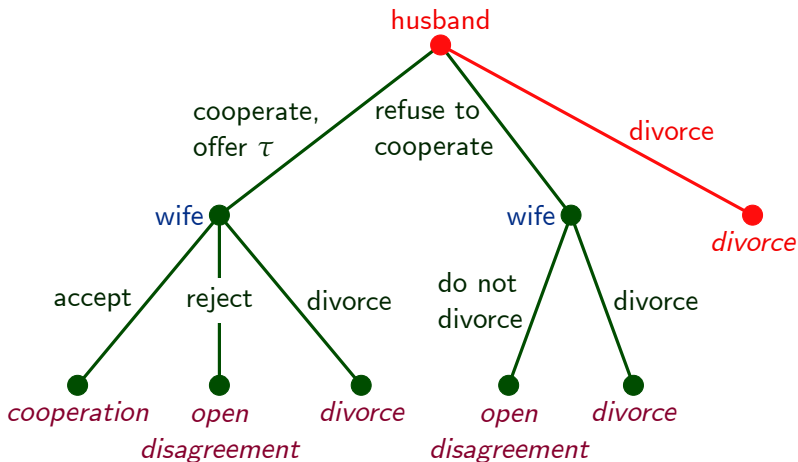 husband
cooperate,
offer τ
refuse to
cooperate
divorce
wife
wife
divorce
accept
reject
divorce
do not
divorce
divorce
cooperation
open
disagreement
divorce
open
disagreement
divorce